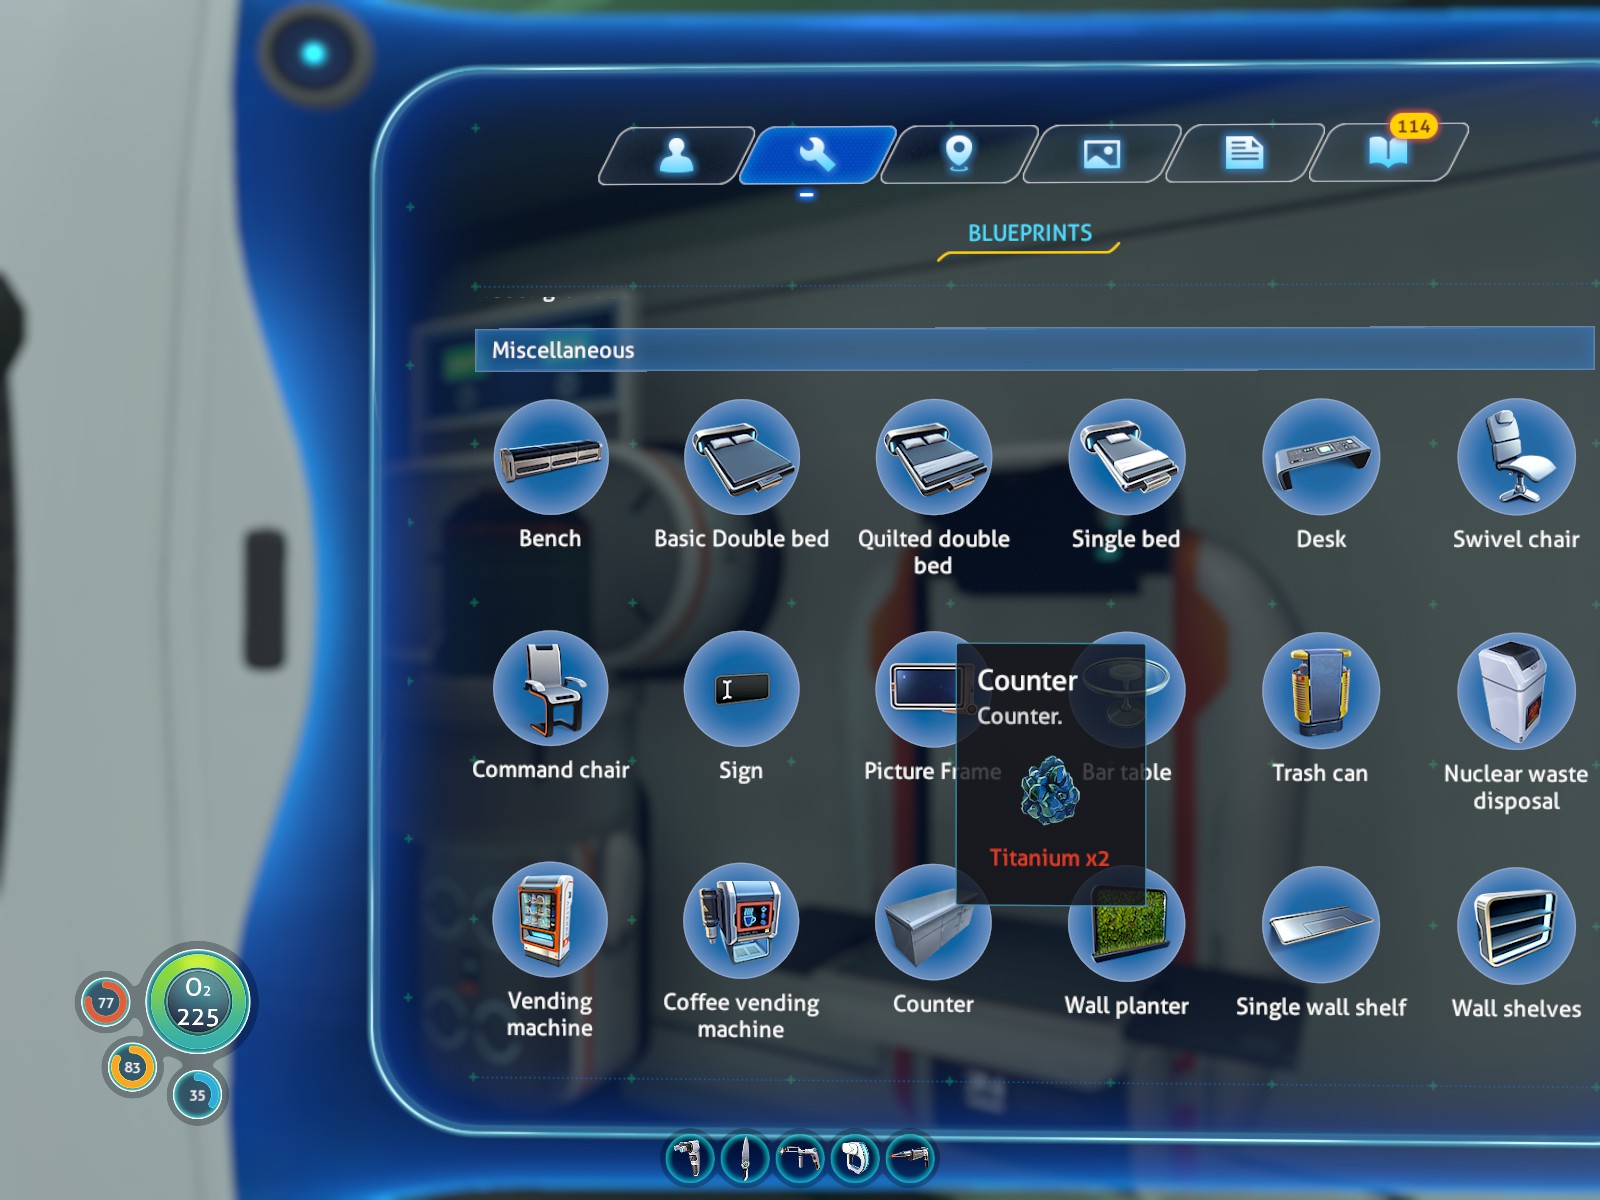 114
BLUEPRINTS
Miscellaneous
Bench
Basic Double bed
Quilted double
bed
Single bed
Desk
Swivel chair
Command chair
Sign
Picture Frame
Bar table
Trash can
Nuclear waste
disposal
Counter
Counter.
Titanium x2
Vending
machine
Coffee vending
machine
Counter
Wall planter
Single wall shelf
Wall shelves
O₂
225
77
83
35